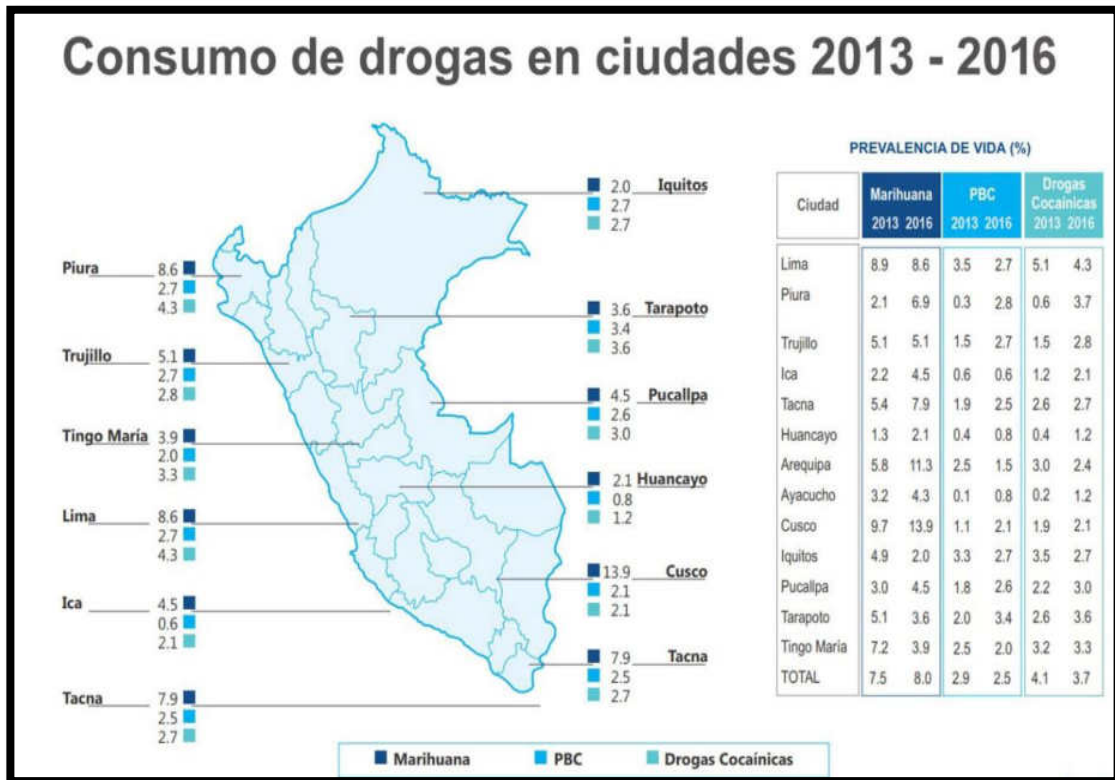 Consumo de drogas en ciudades 2013 - 2016
2.0 Iquitos
2.7
2.7
Piura 8.6
2.7
4.3
3.6 Tarapoto
3.4
3.6
Trujillo 5.1
2.7
2.8
4.5 Pucallpa
2.6
3.0
Tingo María 3.9
2.0
3.3
2.1 Huancayo
0.8
1.2
Lima 8.6
2.7
4.3
13.9 Cusco
2.1
2.1
Ica 4.5
0.6
2.1
7.9 Tacna
2.5
2.7
Tacna 7.9
2.5
2.7
Marihuana PBC Drogas Cocaínicas
PREVALENCIA DE VIDA (%)
Ciudad Marihuana PBC Drogas Cocaínicas
2013 2016 2013 2016 2013 2016
Lima 8.9 8.6 3.5 2.7 5.1 4.3
Piura 2.1 6.9 0.3 2.8 0.6 3.7
Trujillo 5.1 5.1 1.5 2.7 1.5 2.8
Ica 2.2 4.5 0.6 0.6 1.2 2.1
Tacna 5.4 7.9 1.9 2.5 2.6 2.7
Huancayo 1.3 2.1 0.4 0.8 0.4 1.2
Arequipa 5.8 11.3 2.5 1.5 3.0 2.4
Ayacucho 3.2 4.3 0.1 0.8 0.2 1.2
Cusco 9.7 13.9 1.1 2.1 1.9 2.1
Iquitos 4.9 2.0 3.3 2.7 3.5 2.7
Pucallpa 3.0 4.5 1.8 2.6 2.2 3.0
Tarapoto 5.1 3.6 2.0 3.4 2.6 3.6
Tingo María 7.2 3.9 2.5 2.0 3.2 3.3
TOTAL 7.5 8.0 2.9 2.5 4.1 3.7